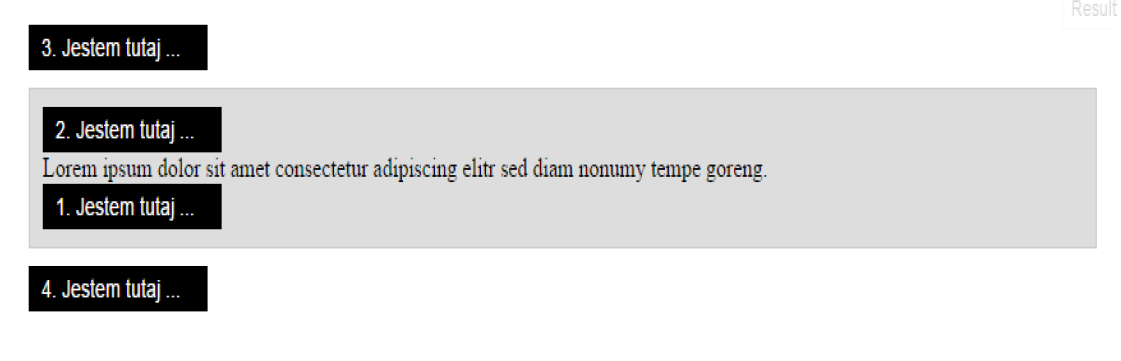 Result
3. Jestem tutaj ...
2. Jestem tutaj ...
Lorem ipsum dolor sit amet consectetur adipiscing elitr sed diam nonumy tempe goreng.
1. Jestem tutaj ...
4. Jestem tutaj ...